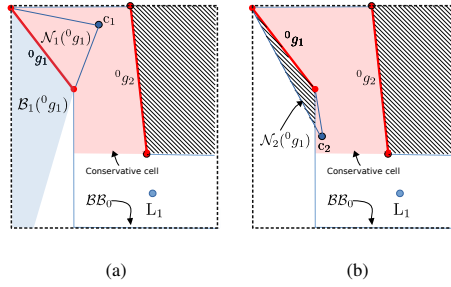 c₁
𝒩₁(⁰g₁)
⁰g₁
⁰g₂
ℬ₁(⁰g₁)
Conservative cell
ℬℬ₀
L₁
(a)
⁰g₁
⁰g₂
𝒩₂(⁰g₁)
c₂
Conservative cell
ℬℬ₀
L₁
(b)